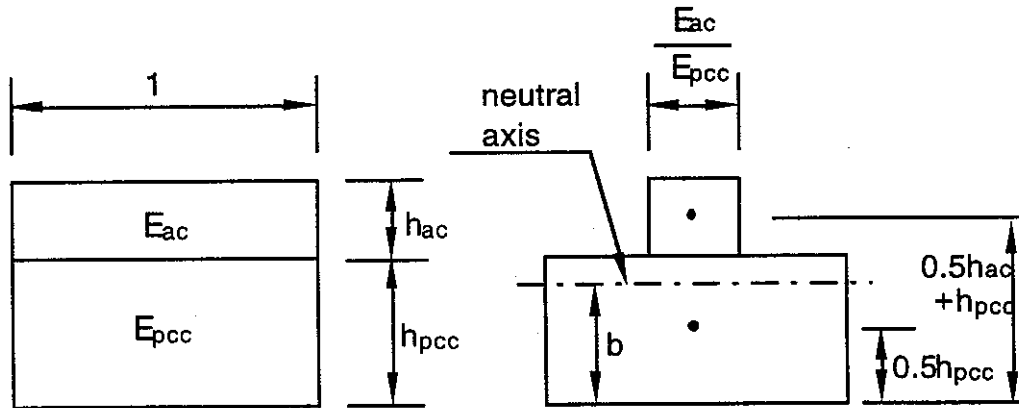 1
Eac
Epcc
hac
hpcc
neutral
axis
Eac
Epcc
b
0.5hac
+hpcc
0.5hpcc